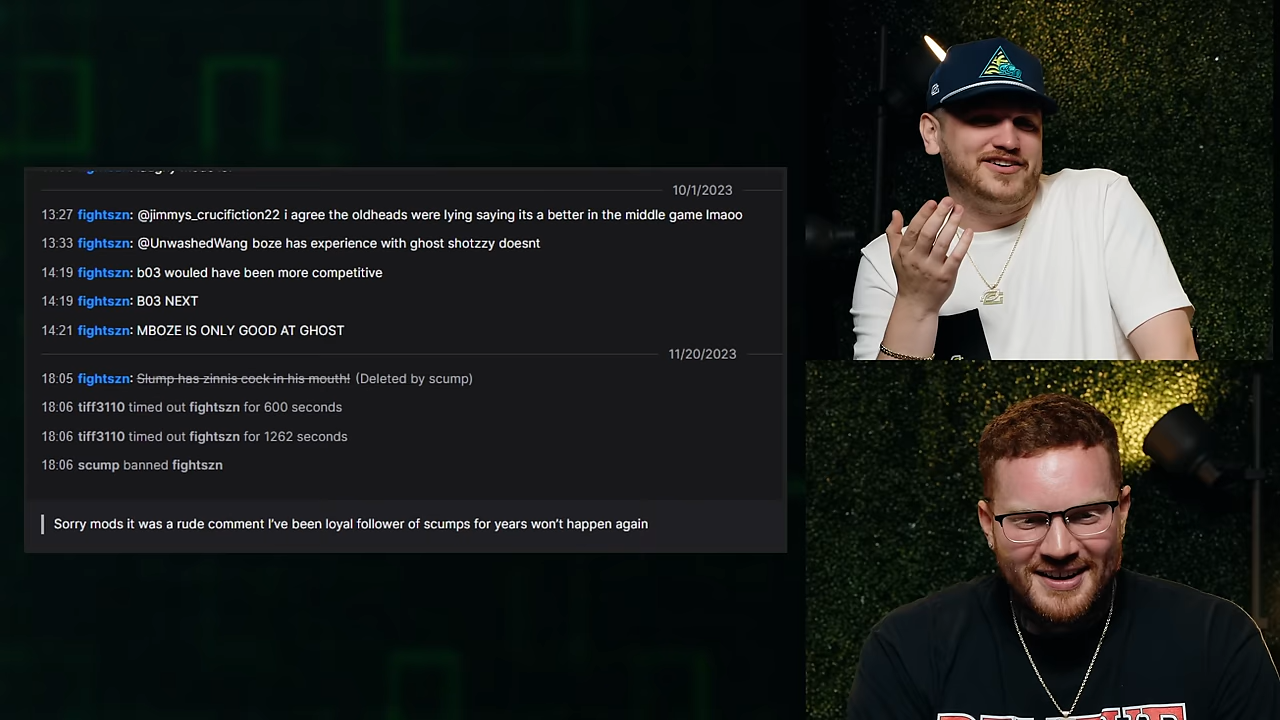 10/1/2023
13:27 fightszn: @jimmys_crucifiction22 i agree the oldheads were lying saying its a better in the middle game lmaoo
13:33 fightszn: @UnwashedWang boze has experience with ghost shotzzy doesnt
14:19 fightszn: b03 wouled have been more competitive
14:19 fightszn: B03 NEXT
14:21 fightszn: MBOZE IS ONLY GOOD AT GHOST
11/20/2023
18:05 fightszn: Slump has zinnis cock in his mouth! (Deleted by scump)
18:06 tiff3110 timed out fightszn for 600 seconds
18:06 tiff3110 timed out fightszn for 1262 seconds
18:06 scump banned fightszn
Sorry mods it was a rude comment I've been loyal follower of scumps for years won't happen again